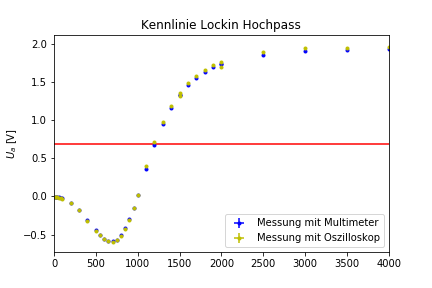 Kennlinie Lockin Hochpass
2.0
1.5
1.0
0.5
0.0
−0.5
U_a [V]
0 500 1000 1500 2000 2500 3000 3500 4000
Messung mit Multimeter
Messung mit Oszilloskop